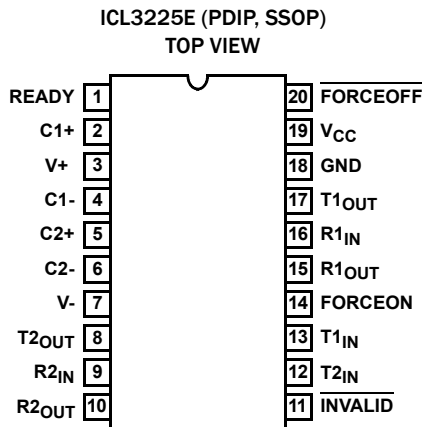 ICL3225E (PDIP, SSOP)
TOP VIEW
READY 1 20 FORCEOFF
C1+ 2 19 VCC
V+ 3 18 GND
C1- 4 17 T1OUT
C2+ 5 16 R1IN
C2- 6 15 R1OUT
V- 7 14 FORCEON
T2OUT 8 13 T1IN
R2IN 9 12 T2IN
R2OUT 10 11 INVALID